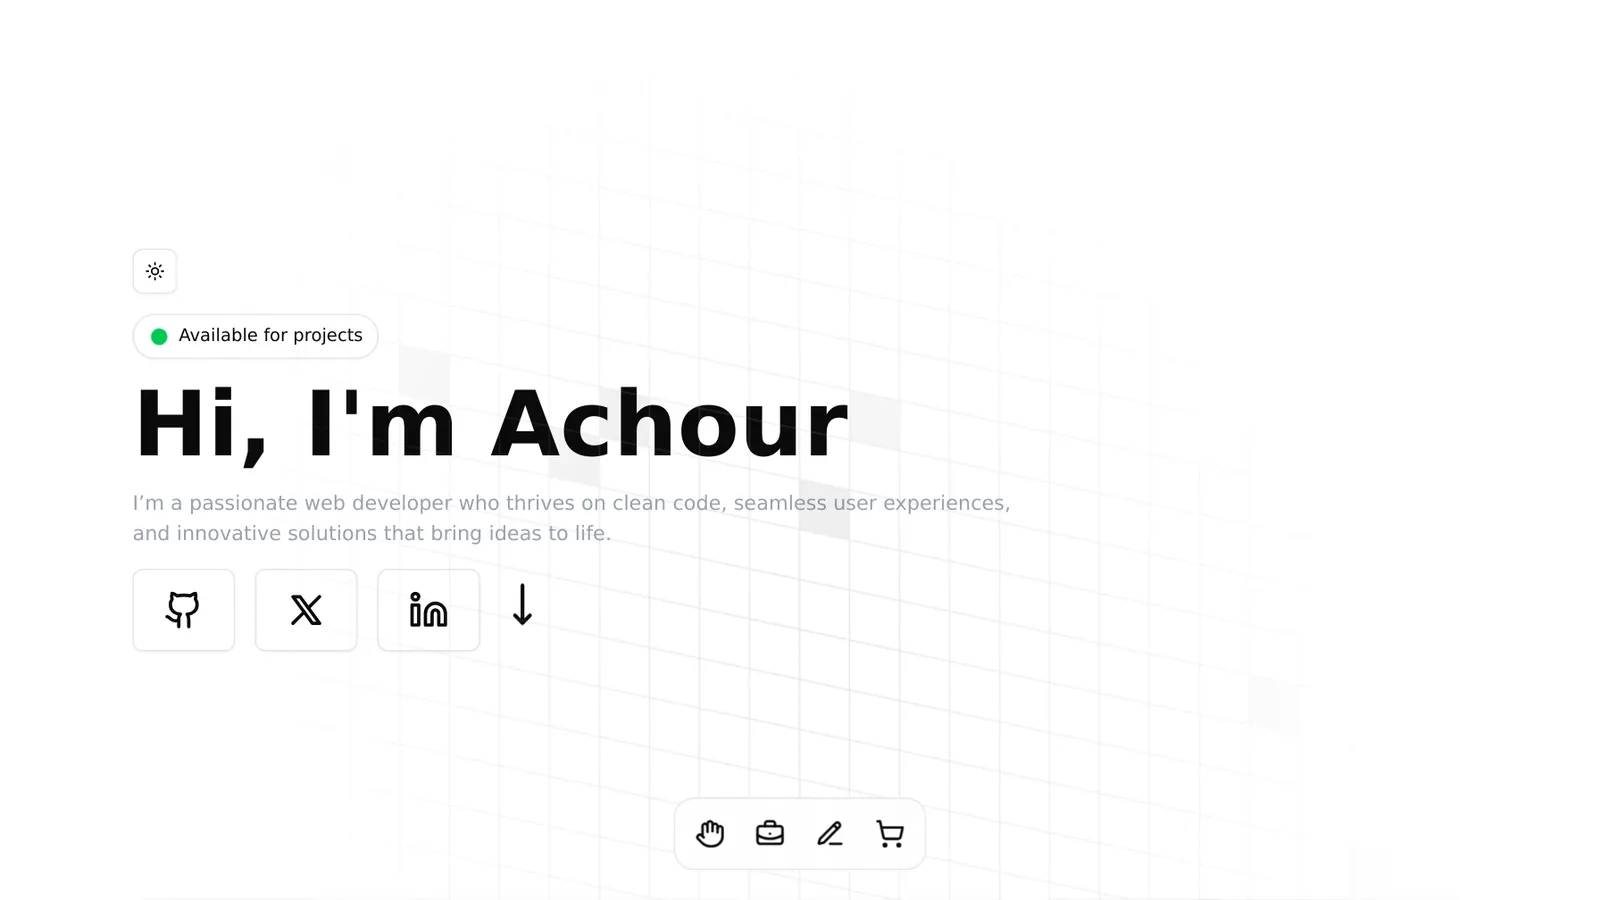 Available for projects
Hi, I'm Achour
I’m a passionate web developer who thrives on clean code, seamless user experiences,
and innovative solutions that bring ideas to life.